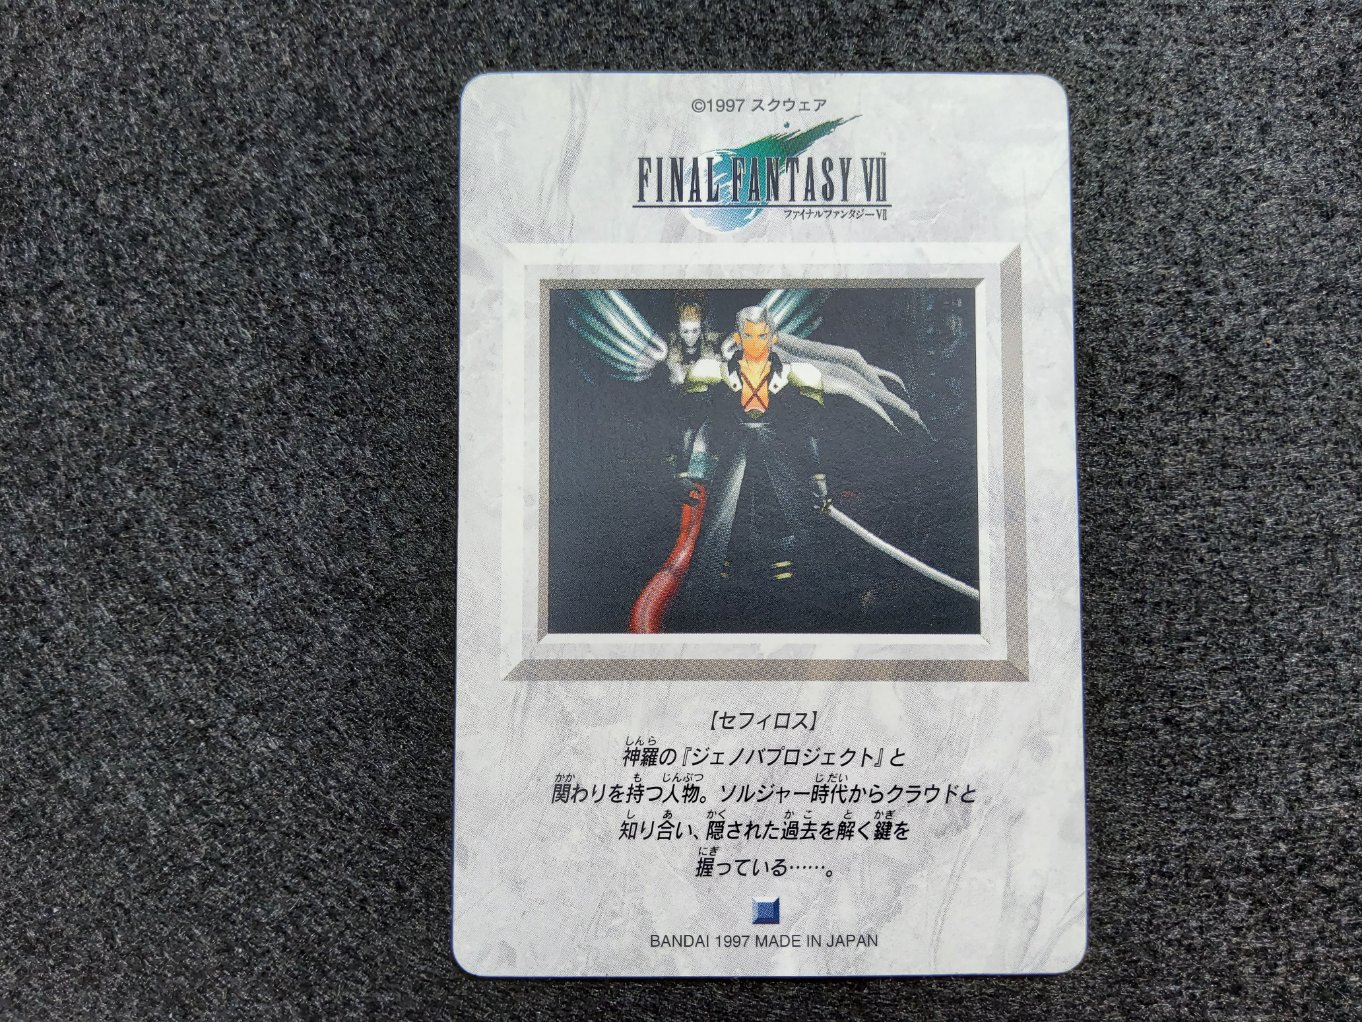 ©1997 スクウェア
FINAL FANTASY VII™
ファイナルファンタジーVII
【セフィロス】
神羅の『ジェノバプロジェクト』と
関わりを持つ人物。ソルジャー時代からクラウドと
知り合い、隠された過去を解く鍵を
握っている……。
BANDAI 1997 MADE IN JAPAN